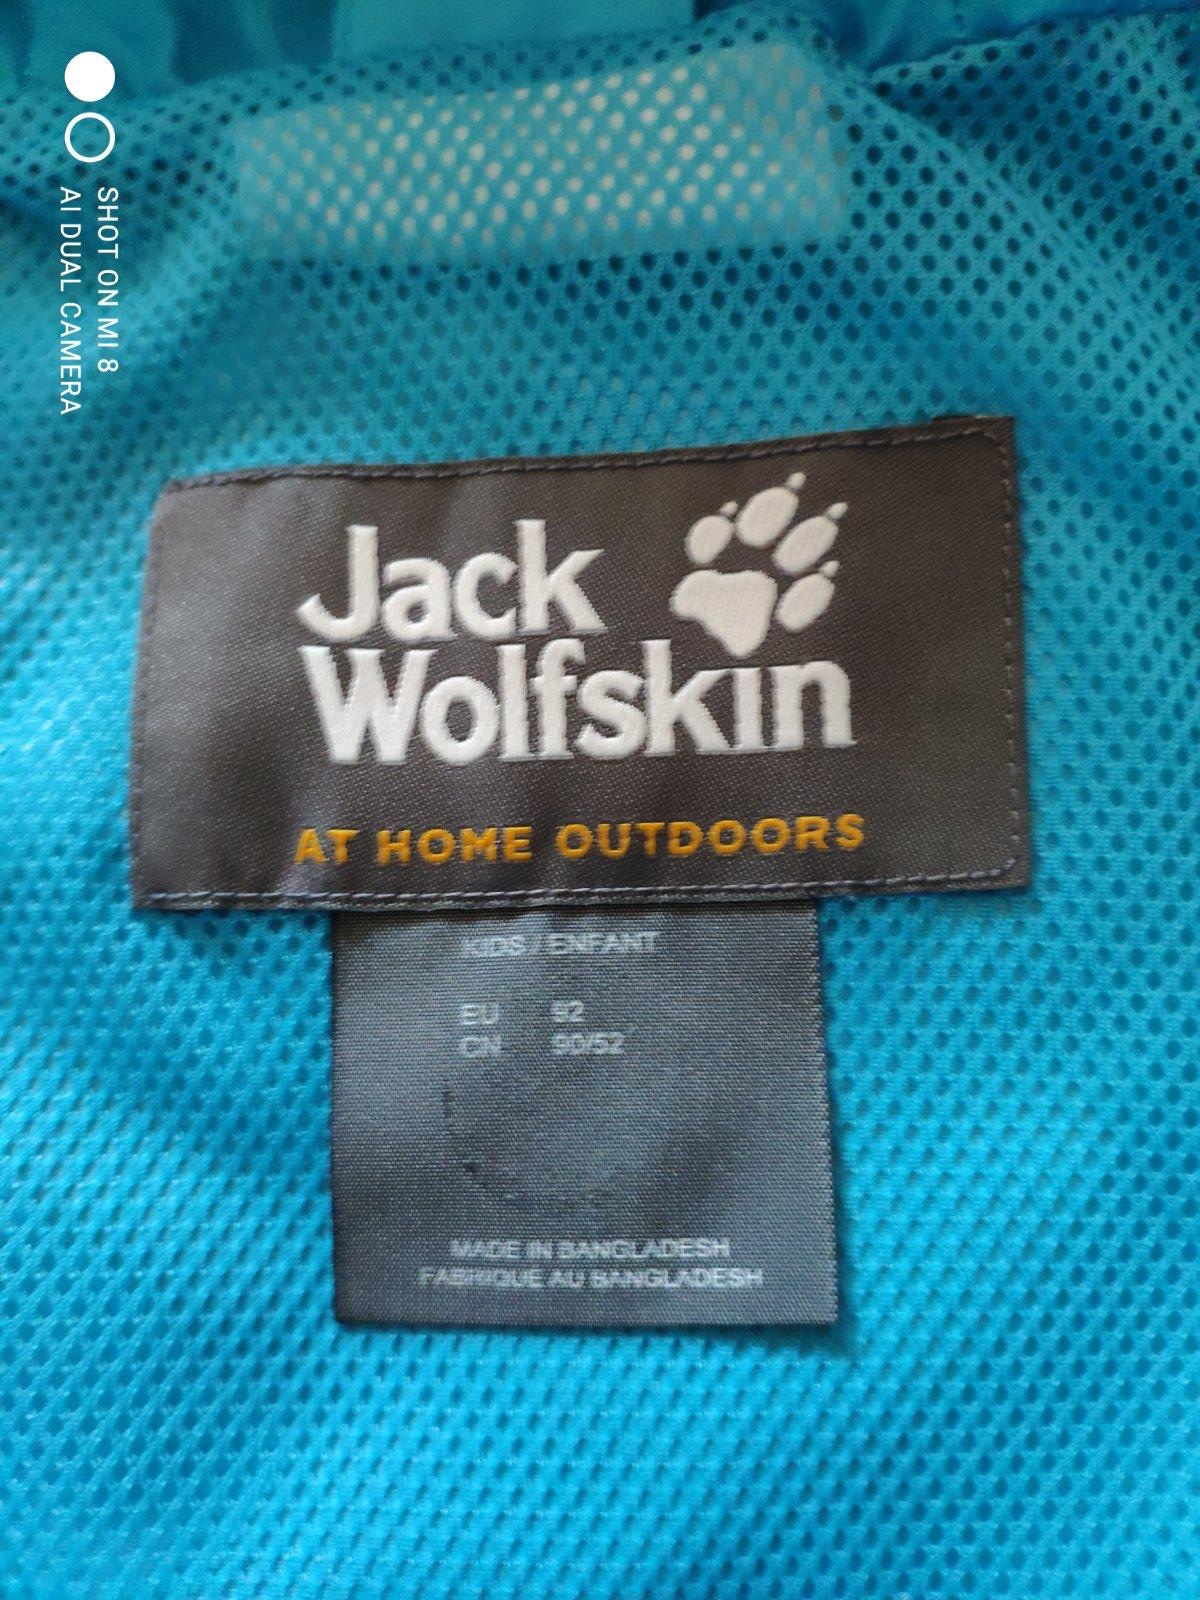 SHOT ON MI 8
AI DUAL CAMERA
Jack
Wolfskin
AT HOME OUTDOORS
KIDS / ENFANT
EU 92
CN 90/52
MADE IN BANGLADESH
FABRIQUE AU BANGLADESH